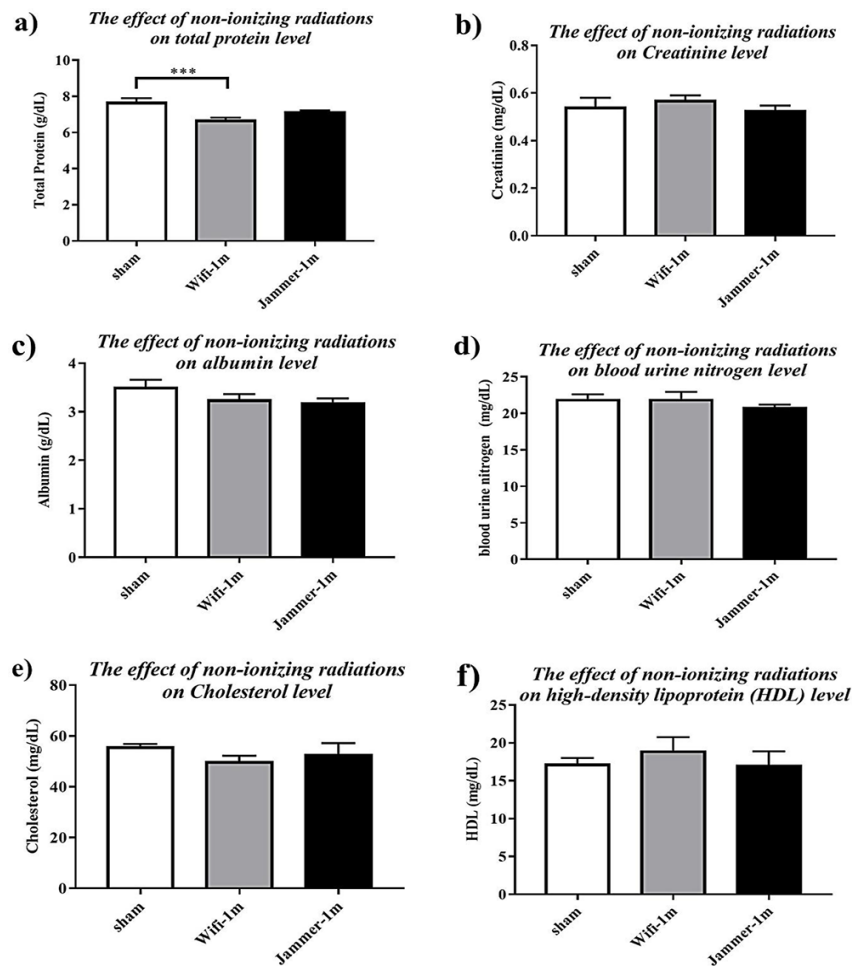 a)
The effect of non-ionizing radiations
on total protein level
Total Protein (g/dL)
10
8
6
4
2
0
***
sham
Wifi-1m
Jammer-1m
b)
The effect of non-ionizing radiations
on Creatinine level
Creatinine (mg/dL)
0.8
0.6
0.4
0.2
0.0
sham
Wifi-1m
Jammer-1m
c)
The effect of non-ionizing radiations
on albumin level
Albumin (g/dL)
4
3
2
1
0
sham
Wifi-1m
Jammer-1m
d)
The effect of non-ionizing radiations
on blood urine nitrogen level
blood urine nitrogen (mg/dL)
25
20
15
10
5
0
sham
Wifi-1m
Jammer-1m
e)
The effect of non-ionizing radiations
on Cholesterol level
Cholesterol (mg/dL)
80
60
40
20
0
sham
Wifi-1m
Jammer-1m
f)
The effect of non-ionizing radiations
on high-density lipoprotein (HDL) level
HDL (mg/dL)
25
20
15
10
5
0
sham
Wifi-1m
Jammer-1m